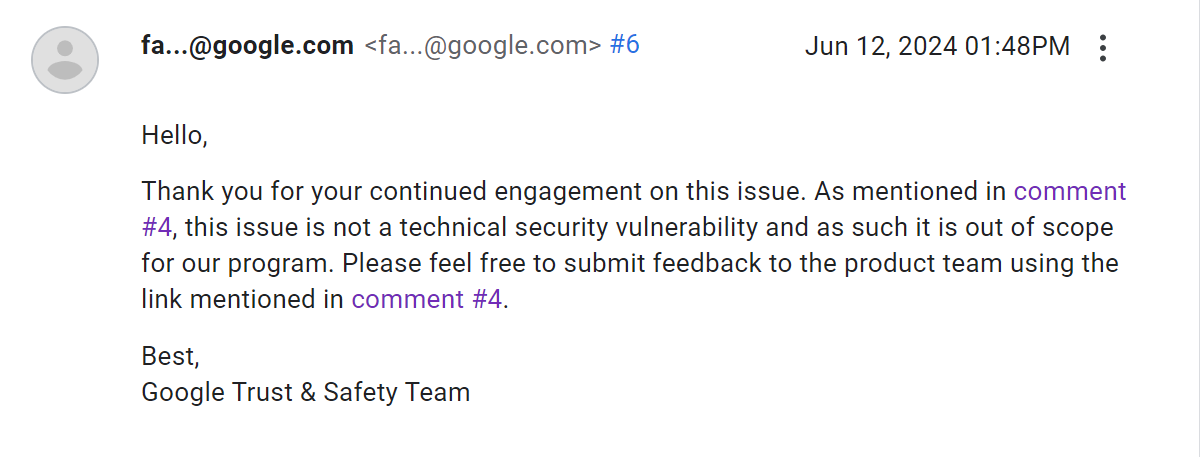 fa...@google.com <fa...@google.com> #6 Jun 12, 2024 01:48PM
Hello,
Thank you for your continued engagement on this issue. As mentioned in comment
#4, this issue is not a technical security vulnerability and as such it is out of scope
for our program. Please feel free to submit feedback to the product team using the
link mentioned in comment #4.
Best,
Google Trust & Safety Team